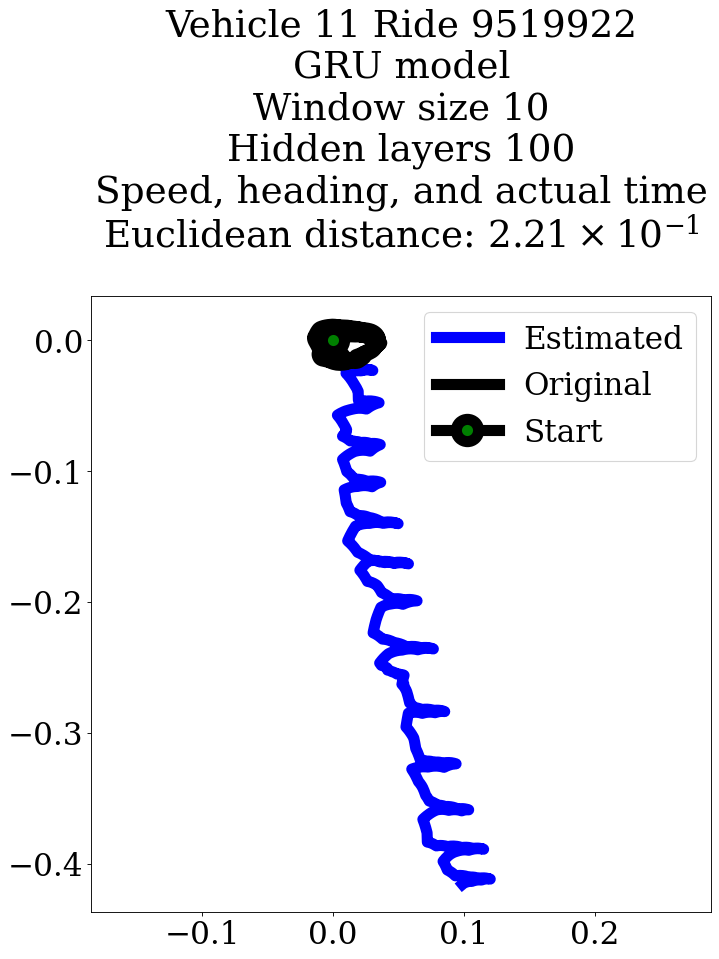 Vehicle 11 Ride 9519922
GRU model
Window size 10
Hidden layers 100
Speed, heading, and actual time
Euclidean distance: 2.21 × 10⁻¹
Estimated
Original
Start
0.0
−0.1
−0.2
−0.3
−0.4
−0.1 0.0 0.1 0.2